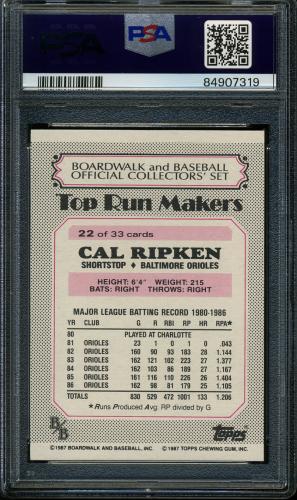 PSA
PSA
84907319
BOARDWALK and BASEBALL
OFFICIAL COLLECTORS' SET
Top Run Makers
22 of 33 cards
CAL RIPKEN
SHORTSTOP ♦ BALTIMORE ORIOLES
HEIGHT: 6'4" WEIGHT: 215
BATS: RIGHT THROWS: RIGHT
MAJOR LEAGUE BATTING RECORD 1980-1986
YR CLUB G R RBI RP HR RPA*
80 PLAYED AT CHARLOTTE
81 ORIOLES 23 1 0 1 0 .043
82 ORIOLES 160 90 93 183 28 1.144
83 ORIOLES 162 121 102 223 27 1.377
84 ORIOLES 162 103 86 189 27 1.167
85 ORIOLES 161 116 110 226 26 1.404
86 ORIOLES 162 98 81 179 25 1.105
TOTALS 830 529 472 1001 133 1.206
*Runs Produced Avg. RP divided by G
B/B
topps
©1987 BOARDWALK AND BASEBALL, INC.
©1987 TOPPS CHEWING GUM, INC.